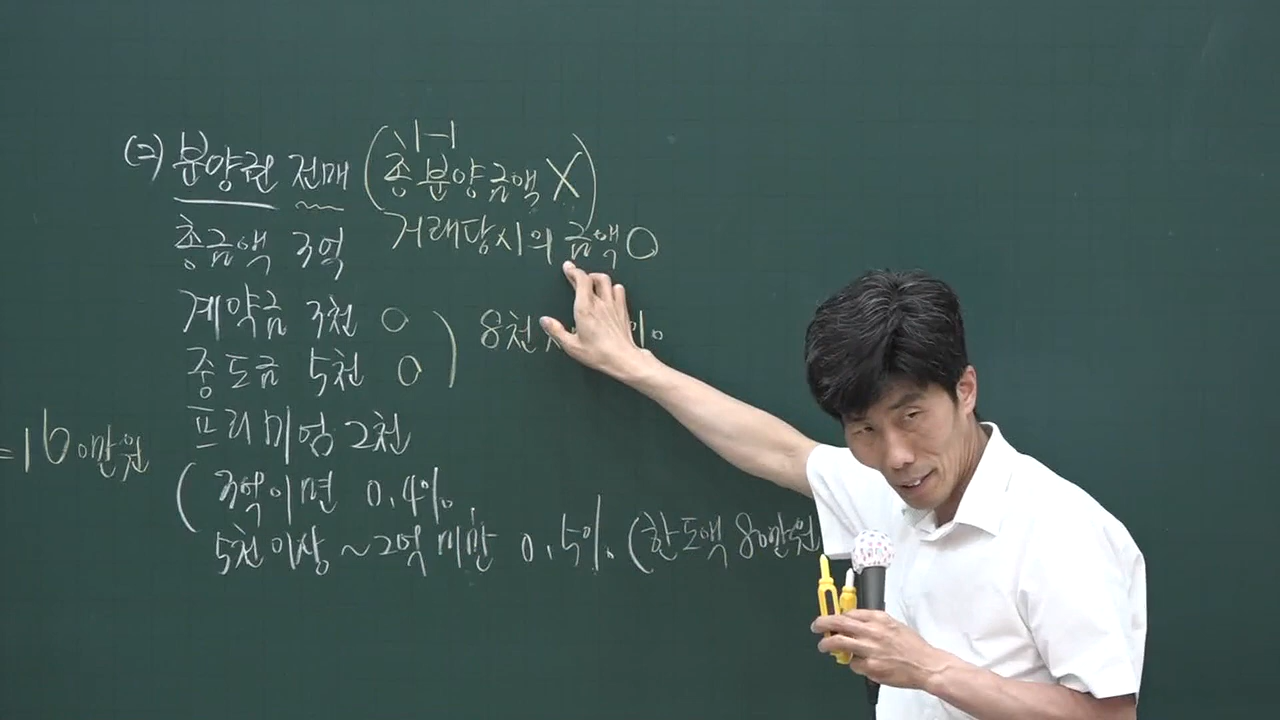 (ㄹ) 분양권 전매 (총분양금액 X)
거래당시의 금액 O
총금액 3억
계약금 3천 O
중도금 5천 O
) 8천 %
프리미엄 2천
=160만원
( 3억이면 0.4%
5천이상 ~2억 미만 0.5% (한도액 80만원